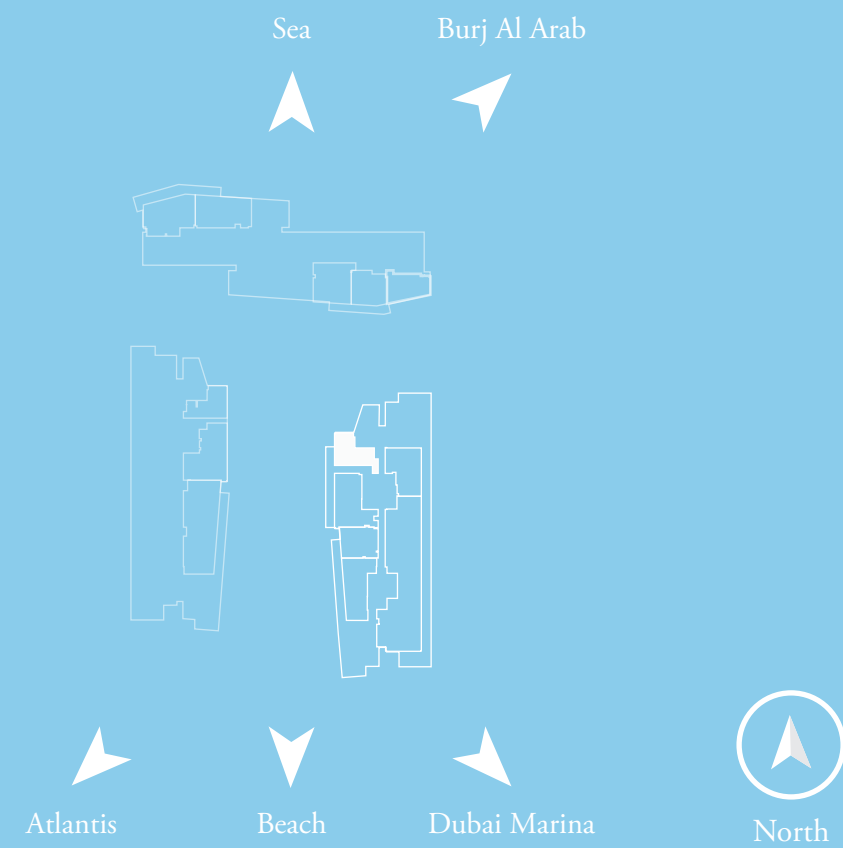 Sea
Burj Al Arab
Atlantis
Beach
Dubai Marina
North